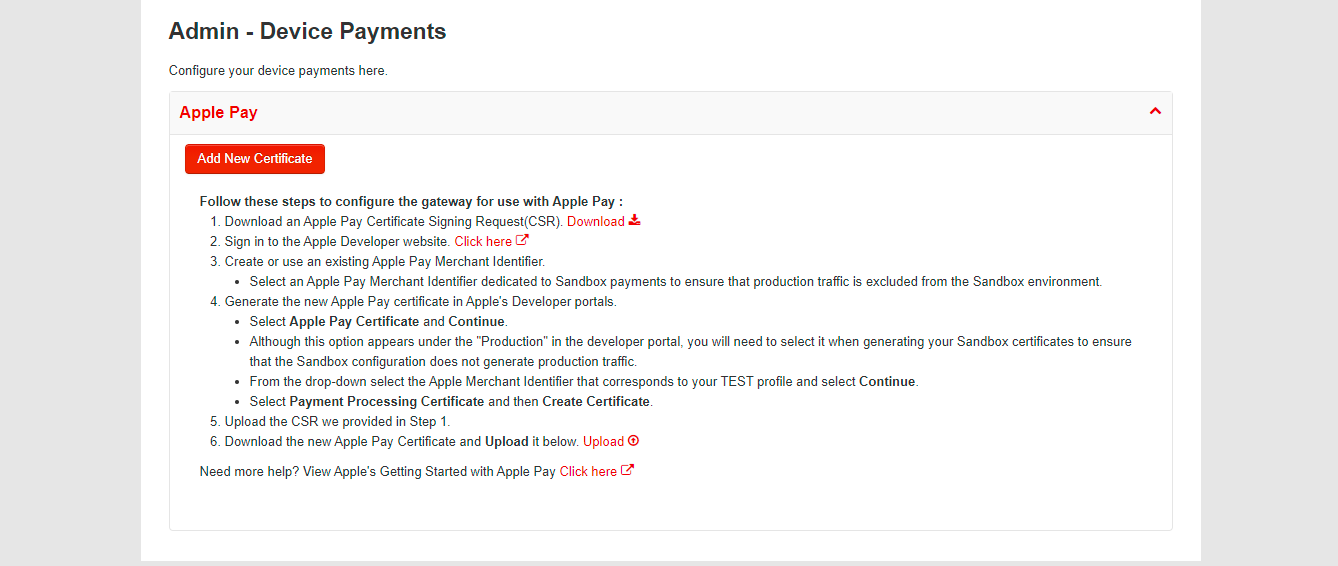 Admin - Device Payments
Configure your device payments here.
Apple Pay
Add New Certificate
Follow these steps to configure the gateway for use with Apple Pay :
1. Download an Apple Pay Certificate Signing Request(CSR). Download
2. Sign in to the Apple Developer website. Click here
3. Create or use an existing Apple Pay Merchant Identifier.
• Select an Apple Pay Merchant Identifier dedicated to Sandbox payments to ensure that production traffic is excluded from the Sandbox environment.
4. Generate the new Apple Pay certificate in Apple's Developer portals.
• Select Apple Pay Certificate and Continue.
• Although this option appears under the "Production" in the developer portal, you will need to select it when generating your Sandbox certificates to ensure
that the Sandbox configuration does not generate production traffic.
• From the drop-down select the Apple Merchant Identifier that corresponds to your TEST profile and select Continue.
• Select Payment Processing Certificate and then Create Certificate.
5. Upload the CSR we provided in Step 1.
6. Download the new Apple Pay Certificate and Upload it below. Upload
Need more help? View Apple's Getting Started with Apple Pay Click here